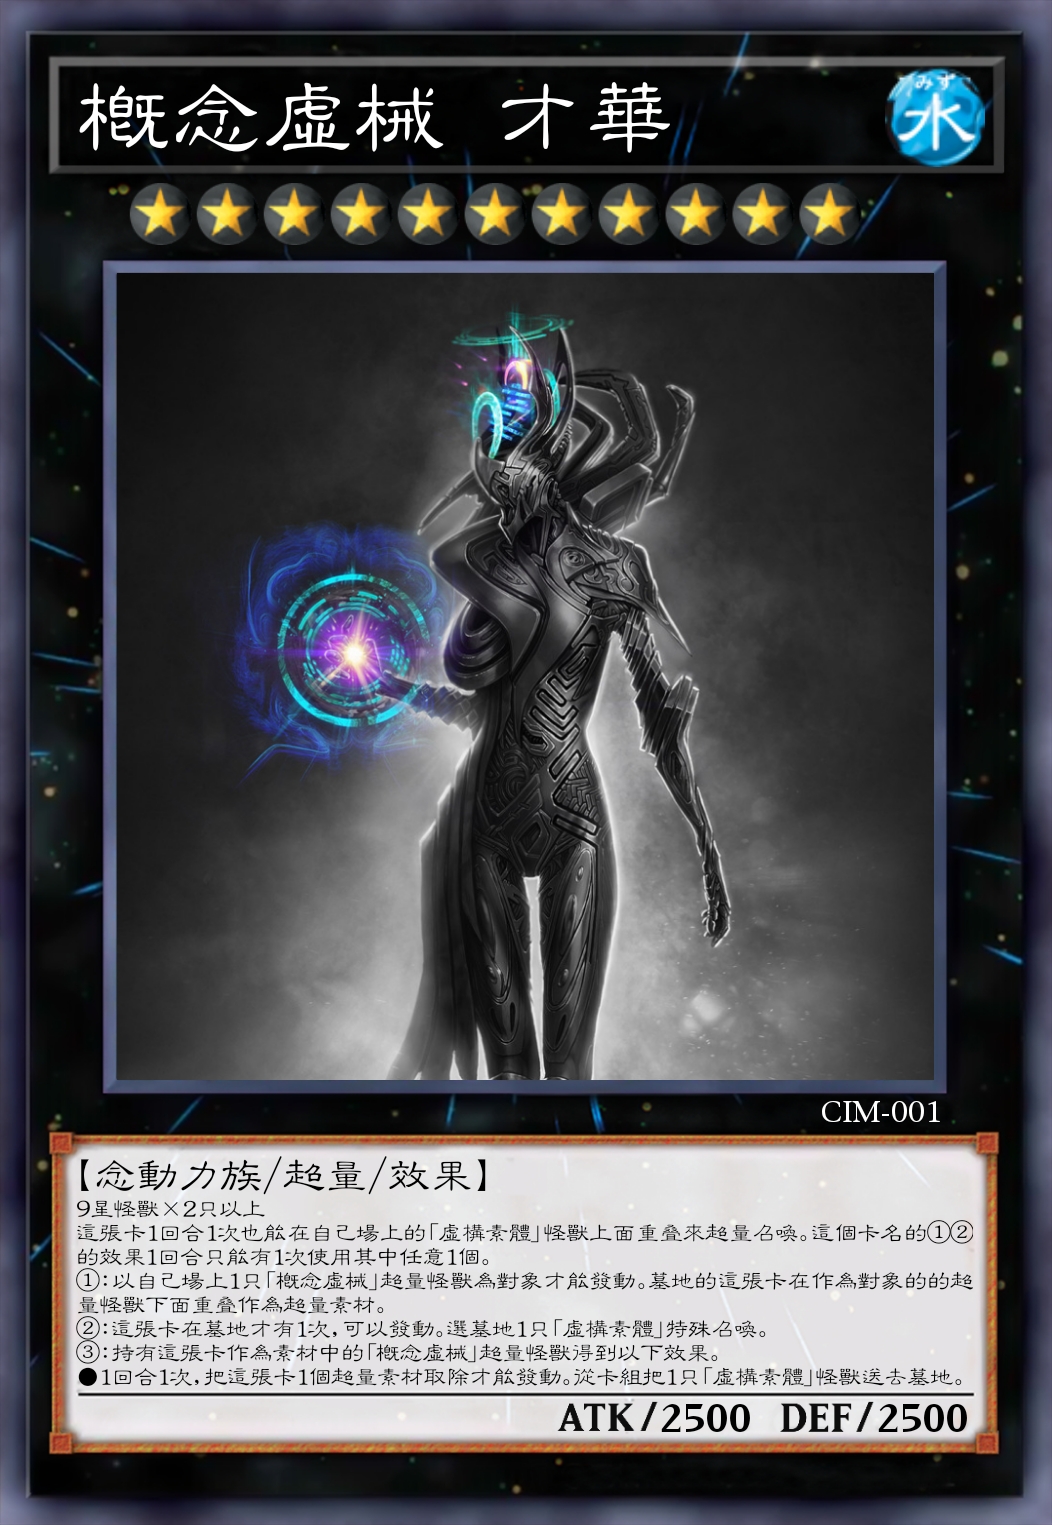 概念虛械 才華
みず
水
CIM-001
【念動力族/超量/效果】
9星怪獸×2只以上
這張卡1回合1次也能在自己場上的「虛構素體」怪獸上面重叠來超量召喚。這個卡名的①②
的效果1回合只能有1次使用其中任意1個。
①:以自己場上1只「概念虛械」超量怪獸為對象才能發動。墓地的這張卡在作為對象的的超
量怪獸下面重叠作為超量素材。
②:這張卡在墓地才有1次,可以發動。選墓地1只「虛構素體」特殊召喚。
③:持有這張卡作為素材中的「概念虛械」超量怪獸得到以下效果。
●1回合1次,把這張卡1個超量素材取除才能發動。從卡組把1只「虛構素體」怪獸送去墓地。
ATK/2500 DEF/2500